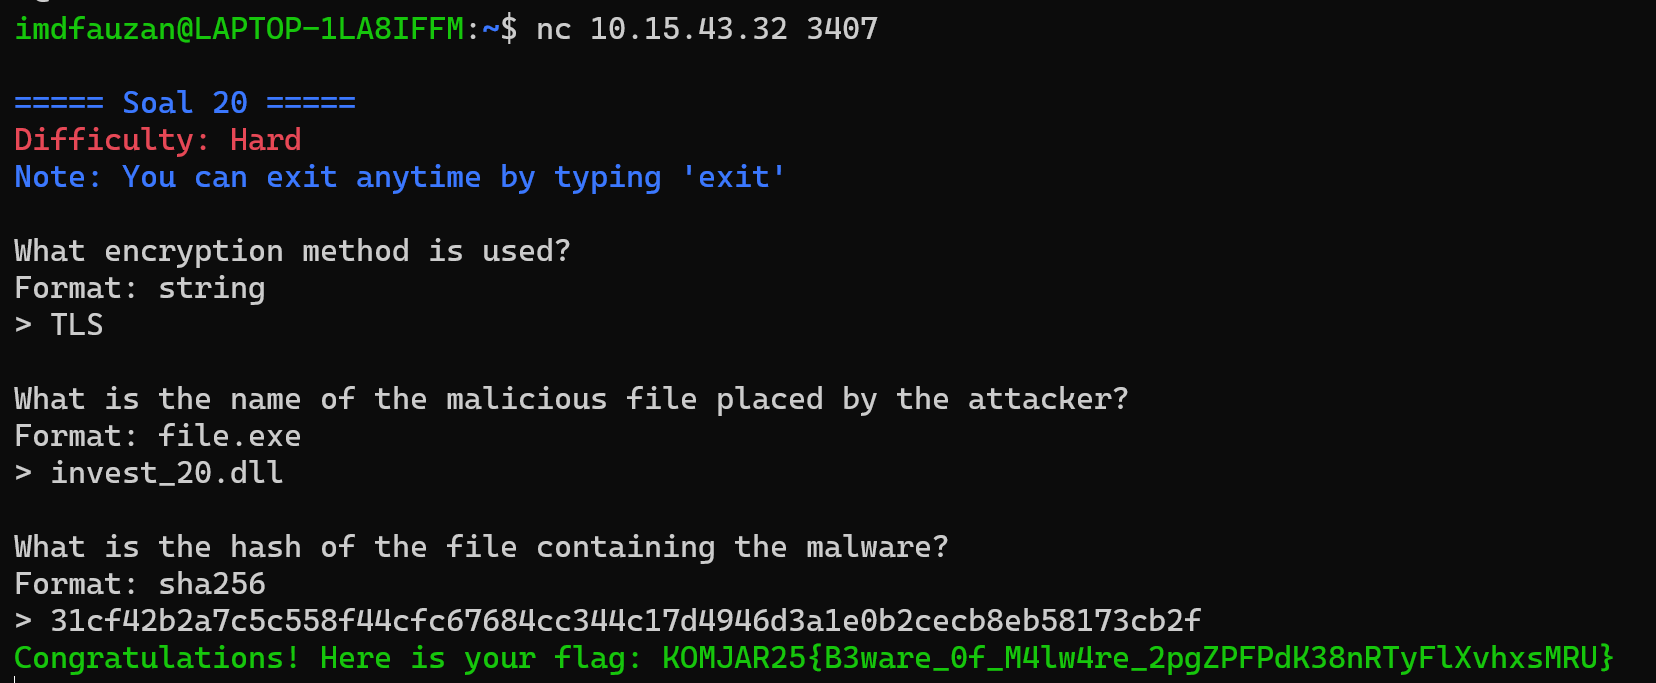 imdfauzan@LAPTOP-1LA8IFFM:~$ nc 10.15.43.32 3407
===== Soal 20 =====
Difficulty: Hard
Note: You can exit anytime by typing 'exit'
What encryption method is used?
Format: string
> TLS
What is the name of the malicious file placed by the attacker?
Format: file.exe
> invest_20.dll
What is the hash of the file containing the malware?
Format: sha256
> 31cf42b2a7c5c558f44cfc67684cc344c17d4946d3a1e0b2cecb8eb58173cb2f
Congratulations! Here is your flag: KOMJAR25{B3ware_0f_M4lw4re_2pgZPFPdK38nRTyFlXvhxsMRU}